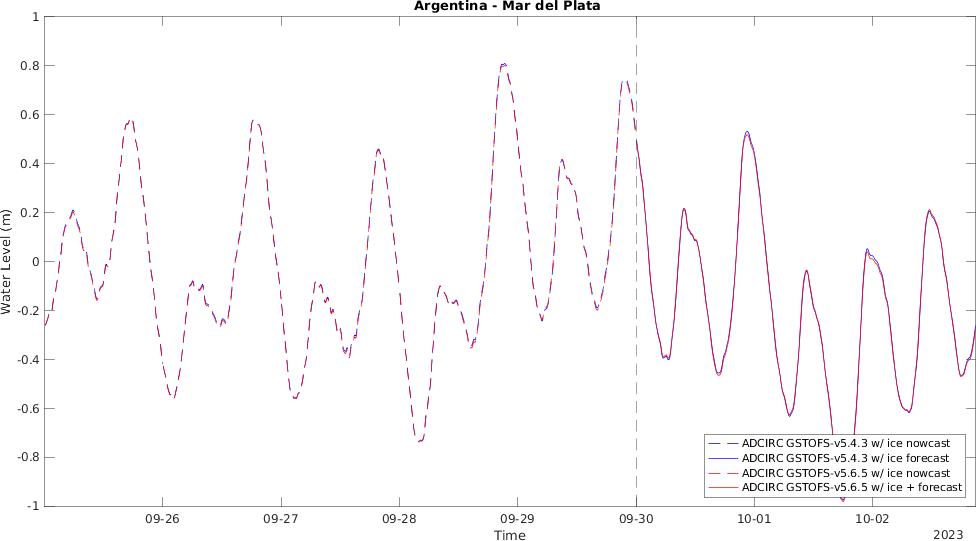 Argentina - Mar del Plata
1
0.8
0.6
0.4
0.2
0
-0.2
-0.4
-0.6
-0.8
-1
Water Level (m)
09-26
09-27
09-28
09-29
09-30
10-01
10-02
Time
2023
ADCIRC GSTOFS-v5.4.3 w/ ice nowcast
ADCIRC GSTOFS-v5.4.3 w/ ice forecast
ADCIRC GSTOFS-v5.6.5 w/ ice nowcast
ADCIRC GSTOFS-v5.6.5 w/ ice + forecast